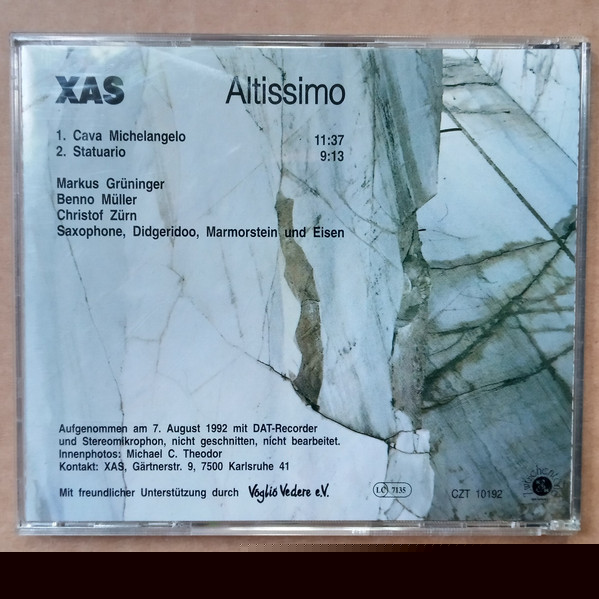 XAS Altissimo
1. Cava Michelangelo 11:37
2. Statuario 9:13
Markus Grüninger
Benno Müller
Christof Zürn
Saxophone, Didgeridoo, Marmorstein und Eisen
Aufgenommen am 7. August 1992 mit DAT-Recorder
und Stereomikrophon, nicht geschnitten, nicht bearbeitet.
Innenphotos: Michael C. Theodor
Kontakt: XAS, Gärtnerstr. 9, 7500 Karlsruhe 41
Mit freundlicher Unterstützung durch Voglio Vedere e.V.
LC 7135
CZT 10192